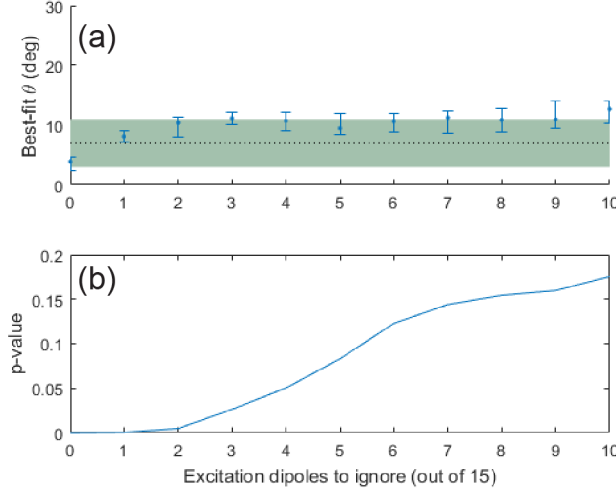 (a)
Best-fit θ (deg)
30
20
10
0
0 1 2 3 4 5 6 7 8 9 10
(b)
p-value
0.2
0.15
0.1
0.05
0
0 1 2 3 4 5 6 7 8 9 10
Excitation dipoles to ignore (out of 15)